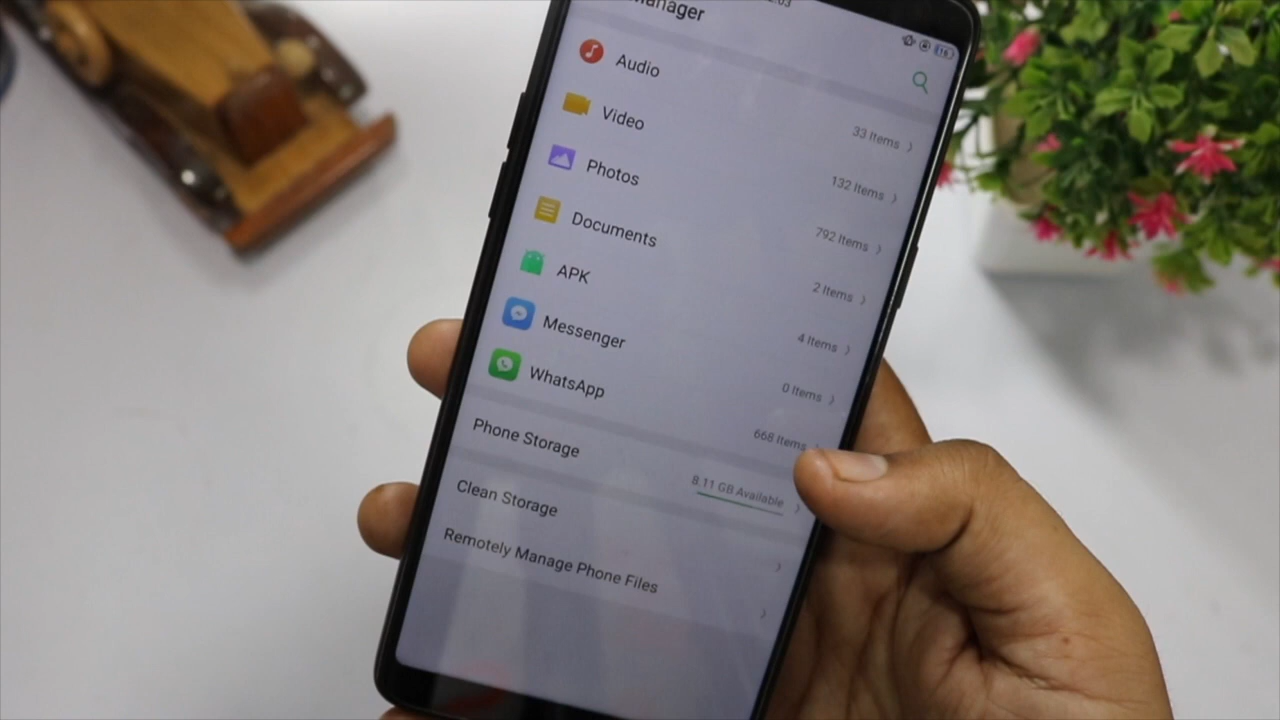 Audio
33 Items
Video
132 Items
Photos
792 Items
Documents
2 Items
APK
4 Items
Messenger
0 Items
WhatsApp
668 Items
Phone Storage
8.11 GB Available
Clean Storage
Remotely Manage Phone Files